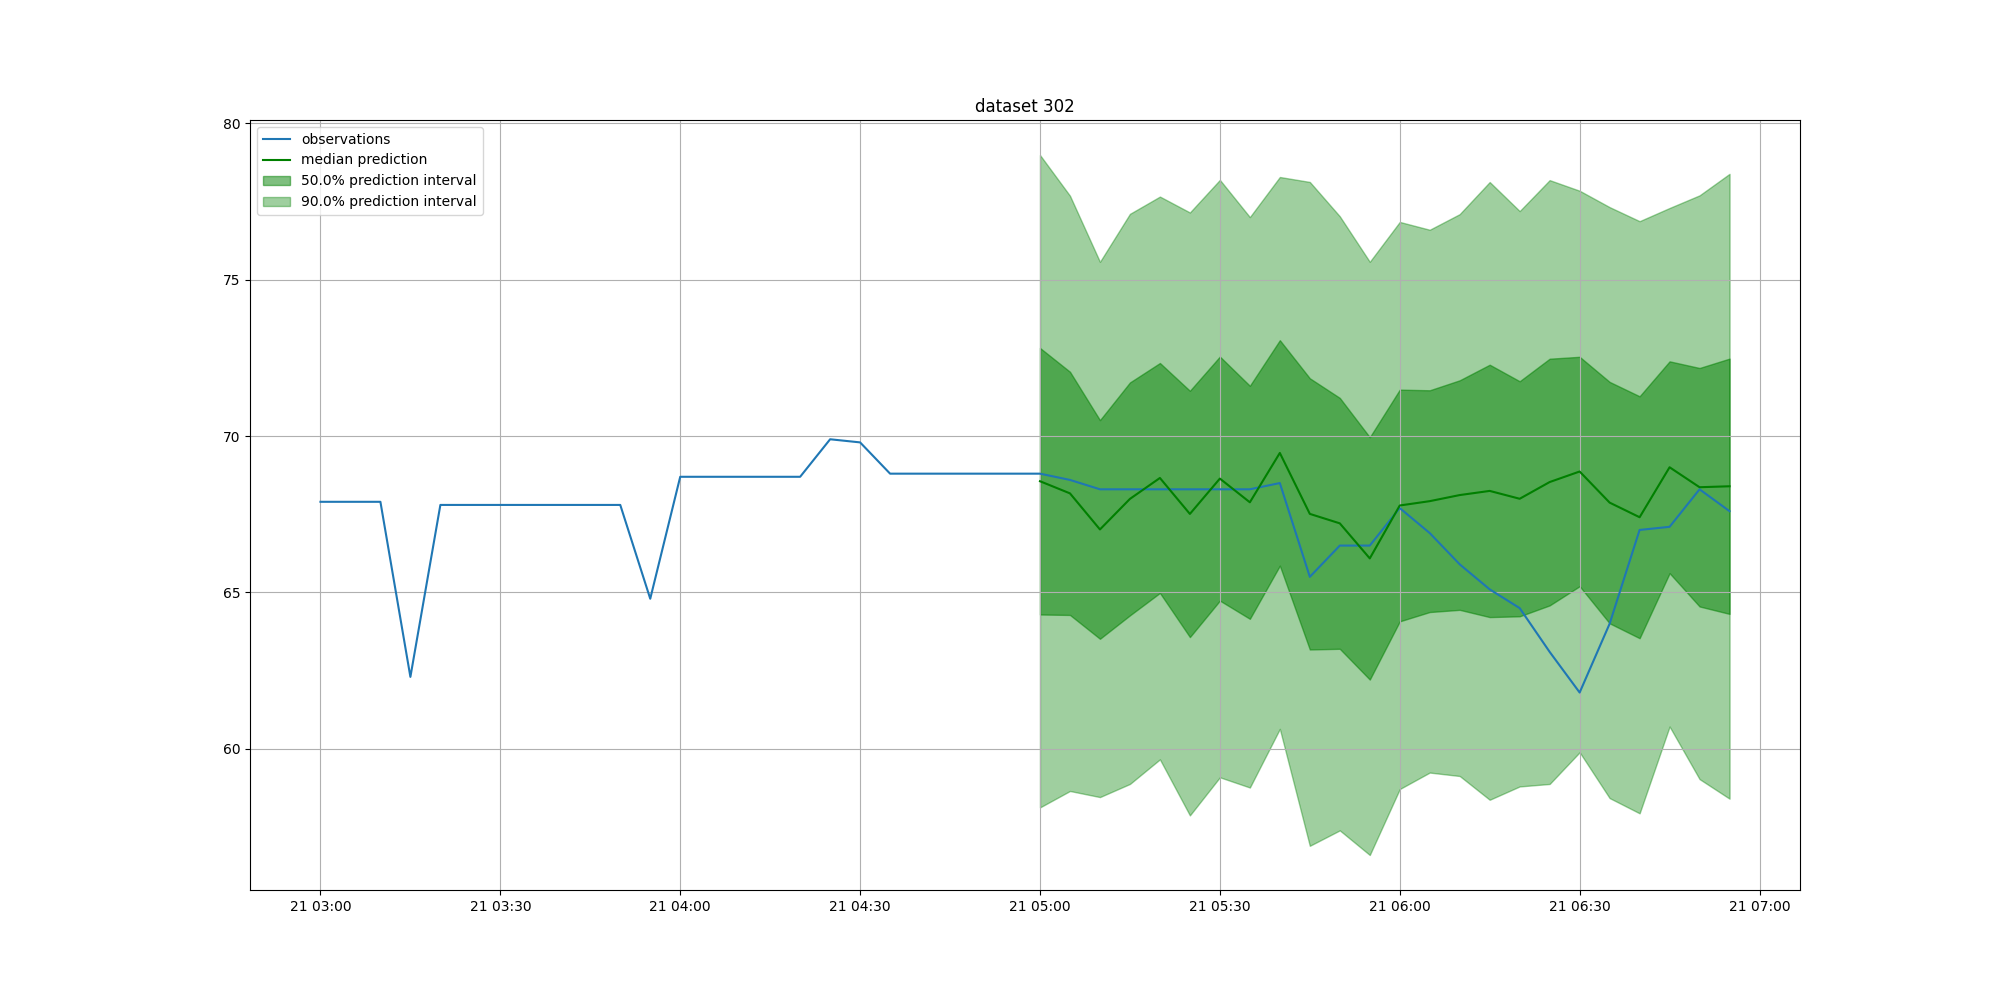 dataset 302
80
75
70
65
60
observations
median prediction
50.0% prediction interval
90.0% prediction interval
21 03:00
21 03:30
21 04:00
21 04:30
21 05:00
21 05:30
21 06:00
21 06:30
21 07:00